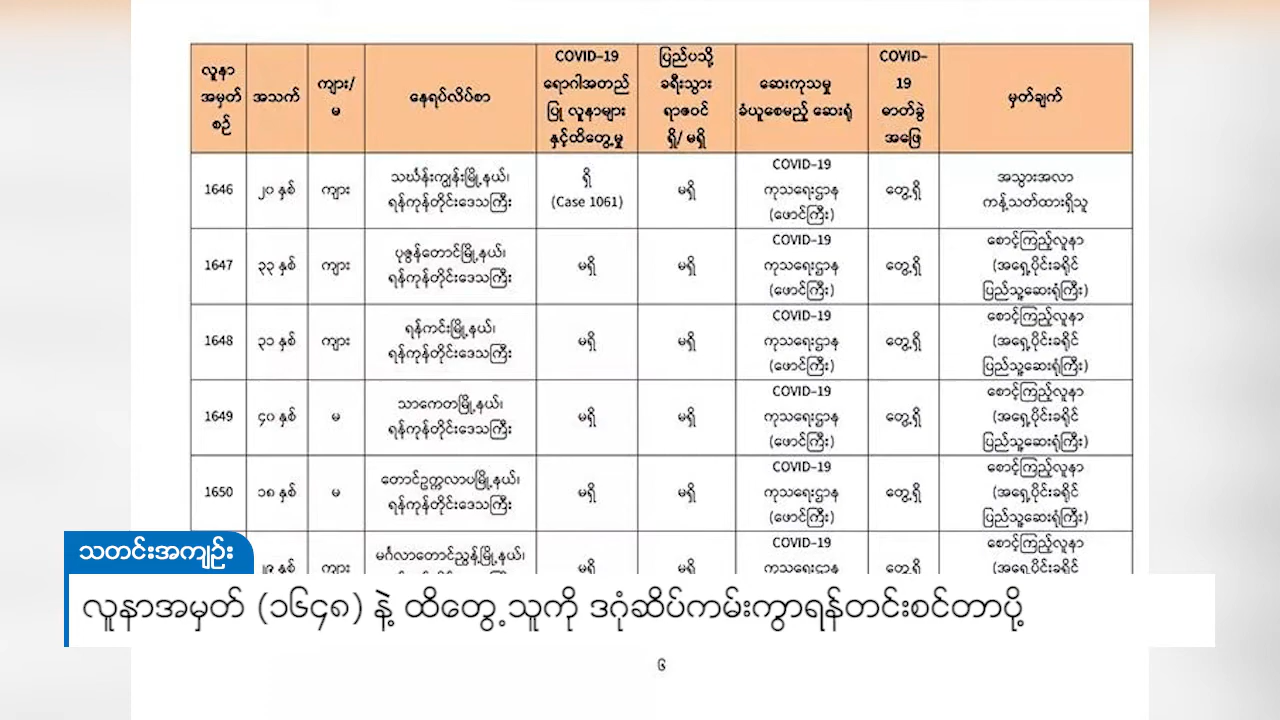 လူနာ အမှတ် စဉ် | အသက် | ကျား/ မ | နေရပ်လိပ်စာ | COVID-19 ရောဂါအတည် ပြု လူနာများ နှင့်ထိတွေ့မှု | ပြည်ပသို့ ခရီးသွား ရာဇဝင် ရှိ/ မရှိ | ဆေးကုသမှု ခံယူစေမည့် ဆေးရုံ | COVID-19 ဓာတ်ခွဲ အဖြေ | မှတ်ချက်
1646 | ၂၀ နှစ် | ကျား | သင်္ဃန်းကျွန်းမြို့နယ်၊ ရန်ကုန်တိုင်းဒေသကြီး | ရှိ (Case 1061) | မရှိ | COVID-19 ကုသရေးဌာန (ဖောင်ကြီး) | တွေ့ရှိ | အသွားအလာ ကန့်သတ်ထားရှိသူ
1647 | ၃၃ နှစ် | ကျား | ပုဇွန်တောင်မြို့နယ်၊ ရန်ကုန်တိုင်းဒေသကြီး | မရှိ | မရှိ | COVID-19 ကုသရေးဌာန (ဖောင်ကြီး) | တွေ့ရှိ | စောင့်ကြည့်လူနာ (အရှေ့ပိုင်းခရိုင် ပြည်သူ့ဆေးရုံကြီး)
1648 | ၃၁ နှစ် | ကျား | ရန်ကင်းမြို့နယ်၊ ရန်ကုန်တိုင်းဒေသကြီး | မရှိ | မရှိ | COVID-19 ကုသရေးဌာန (ဖောင်ကြီး) | တွေ့ရှိ | စောင့်ကြည့်လူနာ (အရှေ့ပိုင်းခရိုင် ပြည်သူ့ဆေးရုံကြီး)
1649 | ၄၀ နှစ် | မ | သာကေတမြို့နယ်၊ ရန်ကုန်တိုင်းဒေသကြီး | မရှိ | မရှိ | COVID-19 ကုသရေးဌာန (ဖောင်ကြီး) | တွေ့ရှိ | စောင့်ကြည့်လူနာ (အရှေ့ပိုင်းခရိုင် ပြည်သူ့ဆေးရုံကြီး)
1650 | ၁၈ နှစ် | မ | တောင်ဥက္ကလာပမြို့နယ်၊ ရန်ကုန်တိုင်းဒေသကြီး | မရှိ | မရှိ | COVID-19 ကုသရေးဌာန (ဖောင်ကြီး) | တွေ့ရှိ | စောင့်ကြည့်လူနာ (အရှေ့ပိုင်းခရိုင် ပြည်သူ့ဆေးရုံကြီး)
နှစ် | ကျား | မင်္ဂလာတောင်ညွန့်မြို့နယ်၊ | မရှိ | မရှိ | COVID-19 ကုသရေးဌာန | တွေ့ရှိ | စောင့်ကြည့်လူနာ (အရှေ့ပိုင်းခရိုင်
သတင်းအကျဉ်း
လူနာအမှတ် (၁၆၄၈) နဲ့ ထိတွေ့သူကို ဒဂုံဆိပ်ကမ်းကွာရန်တင်းစင်တာပို့
၆